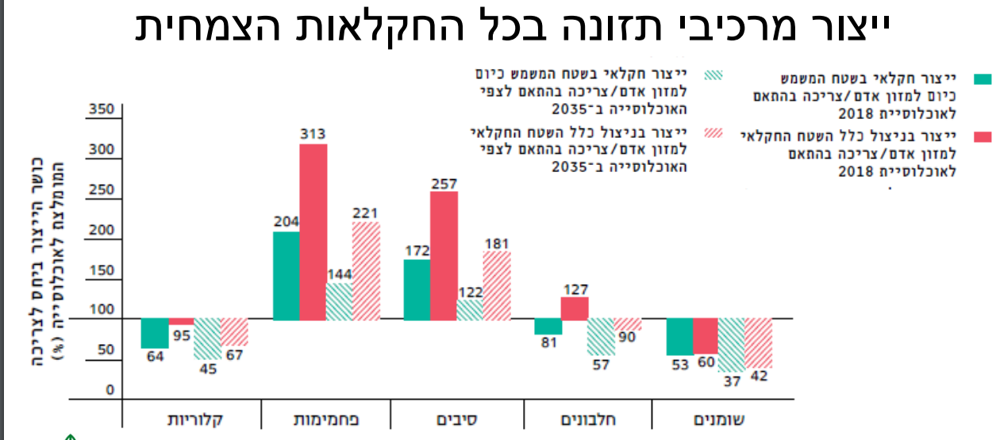 ייצור מרכיבי תזונה בכל החקלאות הצמחית
ייצור חקלאי בשטח המשמש
כיום למזון אדם/צריכה בהתאם
לאוכלוסיית 2018
ייצור בניצול כלל השטח החקלאי
למזון אדם/צריכה בהתאם
לאוכלוסיית 2018
ייצור חקלאי בשטח המשמש כיום
למזון אדם/צריכה בהתאם לצפי
האוכלוסייה ב־2035
ייצור בניצול כלל השטח החקלאי
למזון אדם/צריכה בהתאם לצפי
האוכלוסייה ב־2035
כושר הייצור ביחס לצריכה
המומלצת לאוכלוסייה (%)
350
300
250
200
150
100
50
0
64
95
45
67
204
313
144
221
172
257
122
181
81
127
57
90
53
60
37
42
קלוריות
פחמימות
סיבים
חלבונים
שומנים